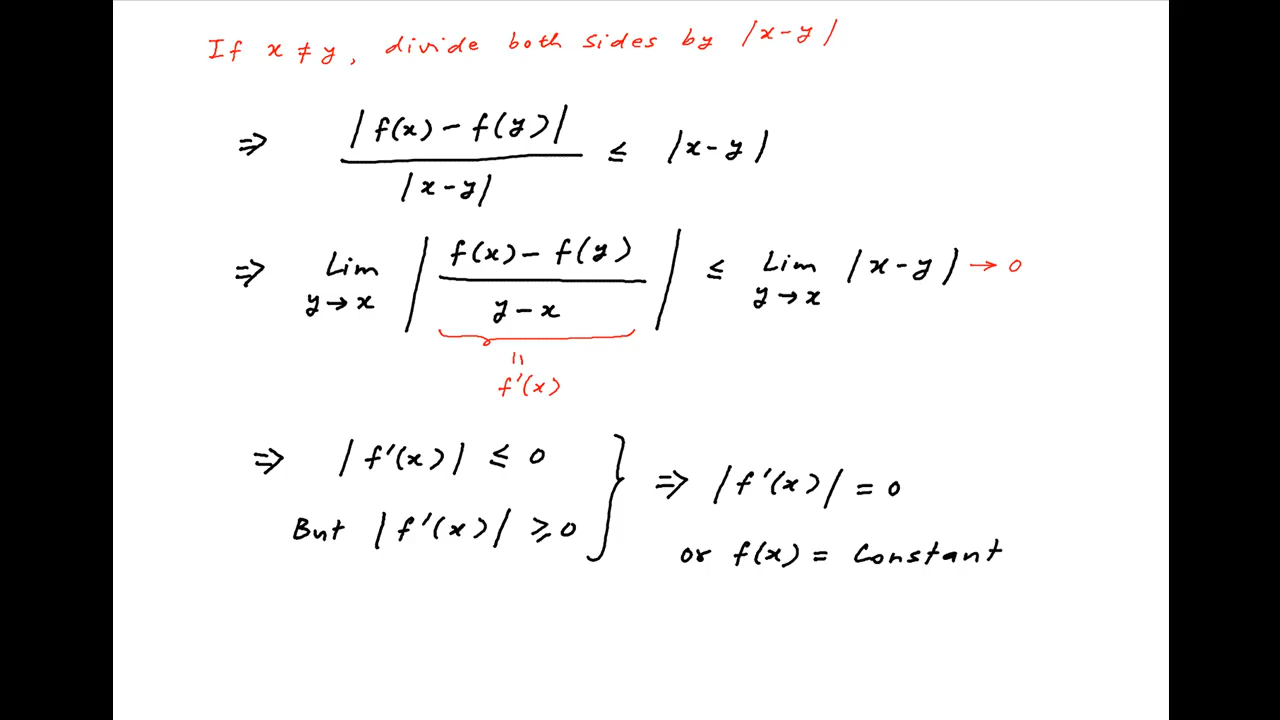 If x ≠ y, divide both sides by |x-y|
⇒ |f(x) - f(y)| / |x-y| ≤ |x-y|
⇒ Lim y→x | f(x) - f(y) / y - x | ≤ Lim y→x |x-y| → 0
॥
f'(x)
⇒ |f'(x)| ≤ 0
But |f'(x)| ≥ 0 } ⇒ |f'(x)| = 0
or f(x) = constant